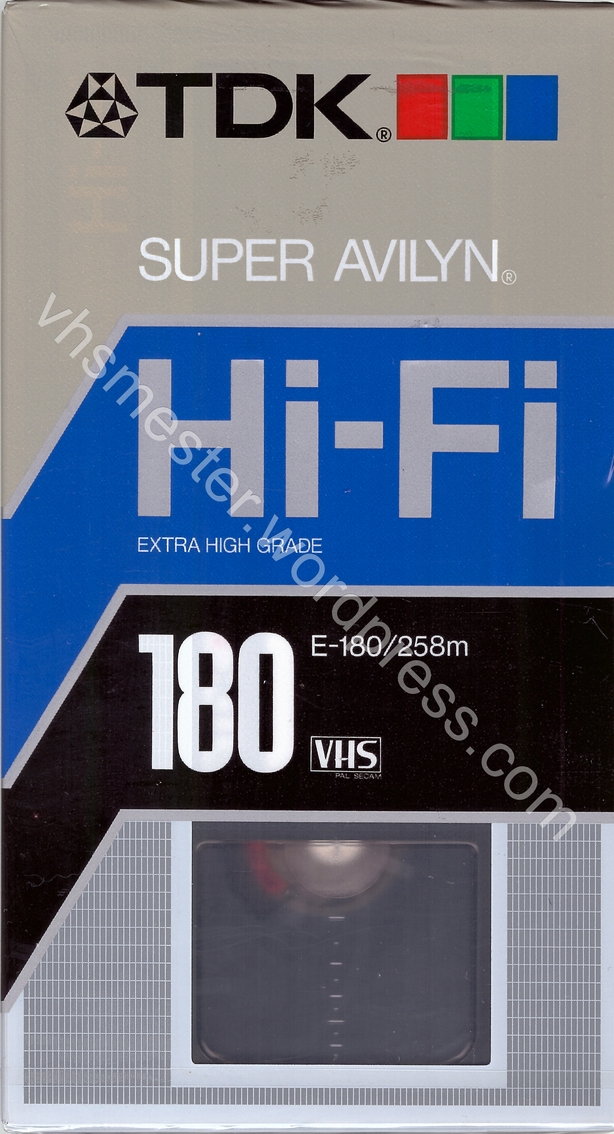 TDK®
SUPER AVILYN®
Hi-Fi
EXTRA HIGH GRADE
180
E-180/258m
VHS
PAL SECAM
vhsmester.wordpress.com